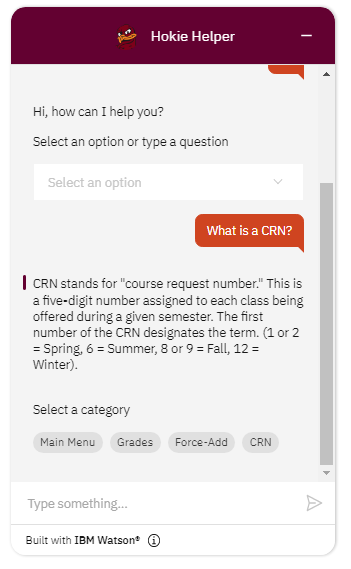 Hokie Helper
Hi, how can I help you?
Select an option or type a question
Select an option
What is a CRN?
CRN stands for "course request number." This is
a five-digit number assigned to each class being
offered during a given semester. The first
number of the CRN designates the term. (1 or 2
= Spring, 6 = Summer, 8 or 9 = Fall, 12 =
Winter).
Select a category
Main Menu Grades Force-Add CRN
Type something...
Built with IBM Watson®